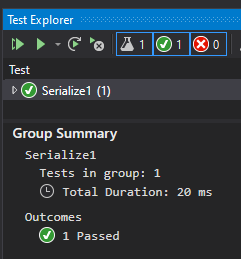 Test Explorer
1 1 0
Test
Serialize1 (1)
Group Summary
Serialize1
Tests in group: 1
Total Duration: 20 ms
Outcomes
1 Passed